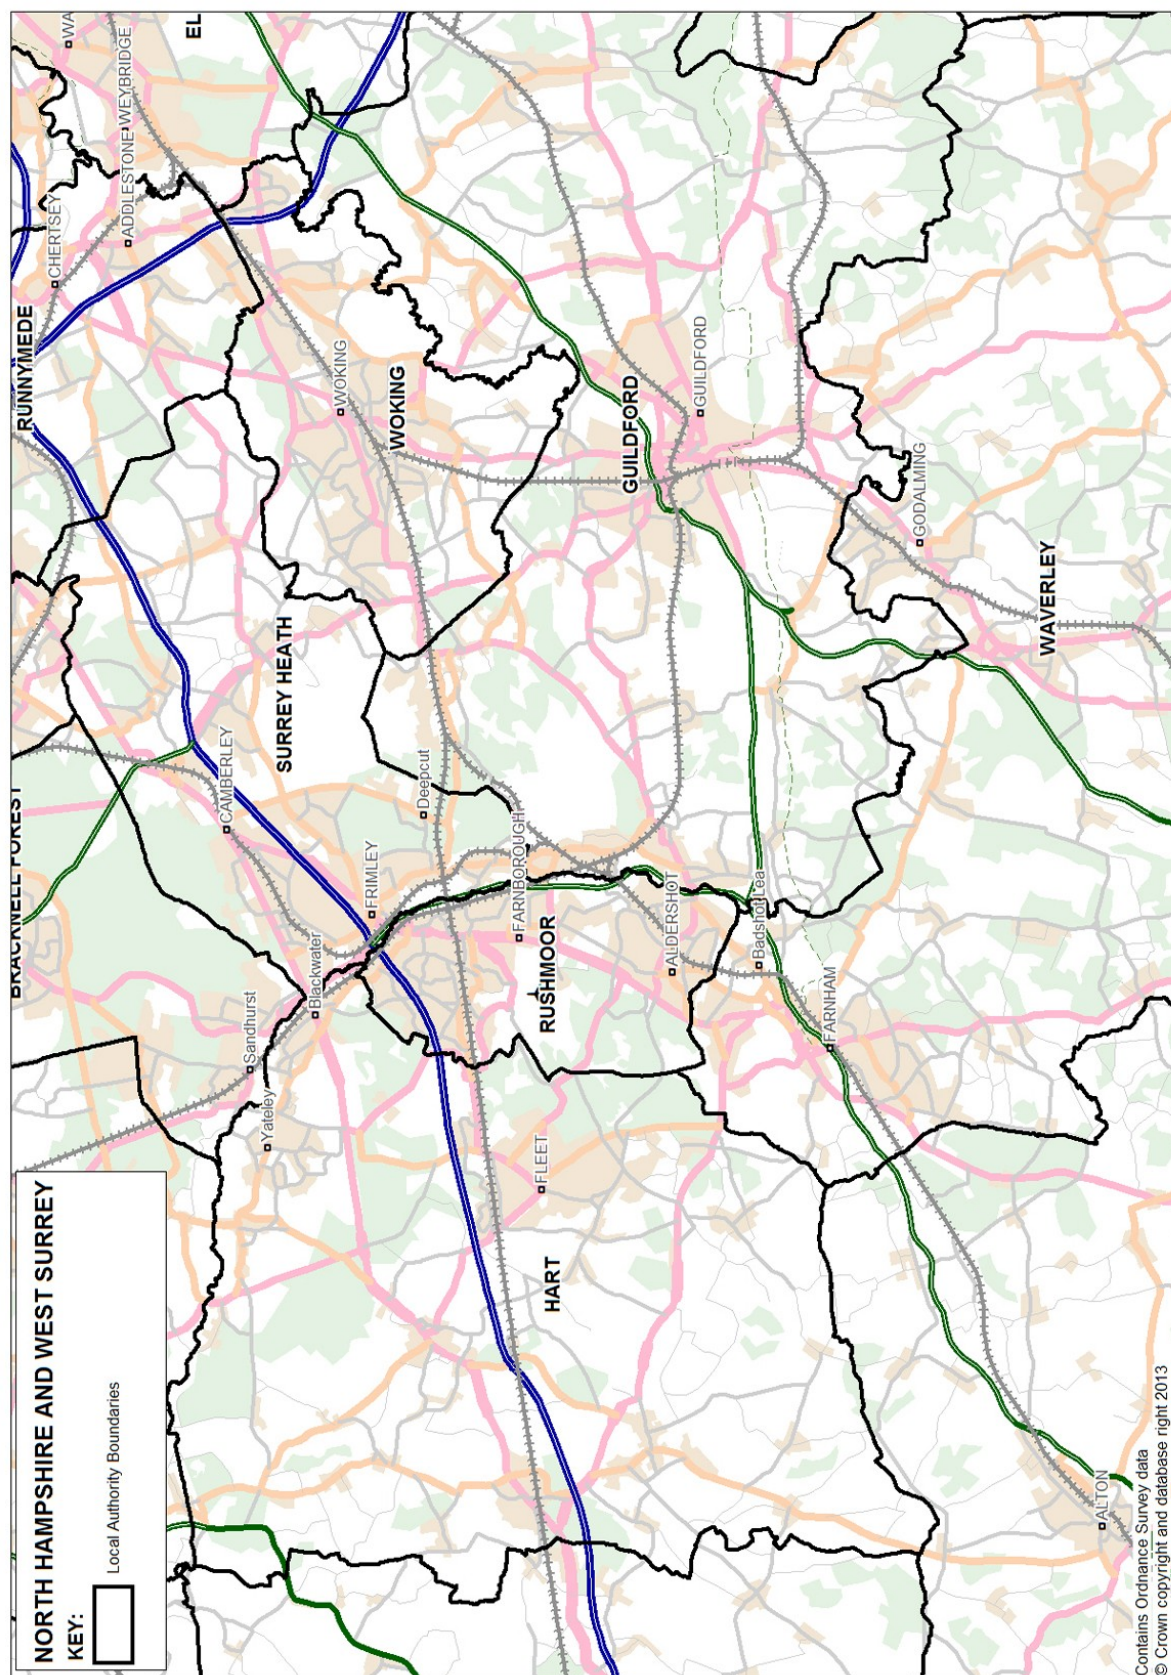 NORTH HAMPSHIRE AND WEST SURREY
KEY:
Local Authority Boundaries
BRACKNELL FOREST
RUNNYMEDE
CHERTSEY
WA
ADDLESTONE
WEYBRIDGE
EL
CAMBERLEY
Sandhurst
Yateley
SURREY HEATH
Blackwater
WOKING
FRIMLEY
WOKING
Deepcut
FARNBOROUGH
FLEET
RUSHMOOR
HART
GUILDFORD
ALDERSHOT
GUILDFORD
Badshot Lea
FARNHAM
GODALMING
WAVERLEY
ALTON
Contains Ordnance Survey data
© Crown copyright and database right 2013